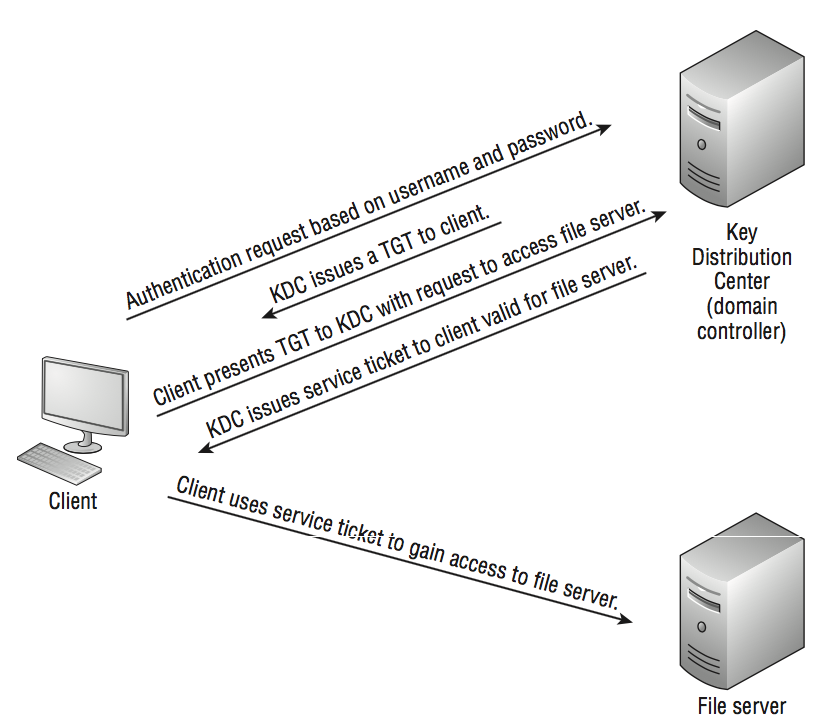 Authentication request based on username and password.
KDC issues a TGT to client.
Client presents TGT to KDC with request to access file server.
KDC issues service ticket to client valid for file server.
Key
Distribution
Center
(domain
controller)
Client
Client uses service ticket to gain access to file server.
File server